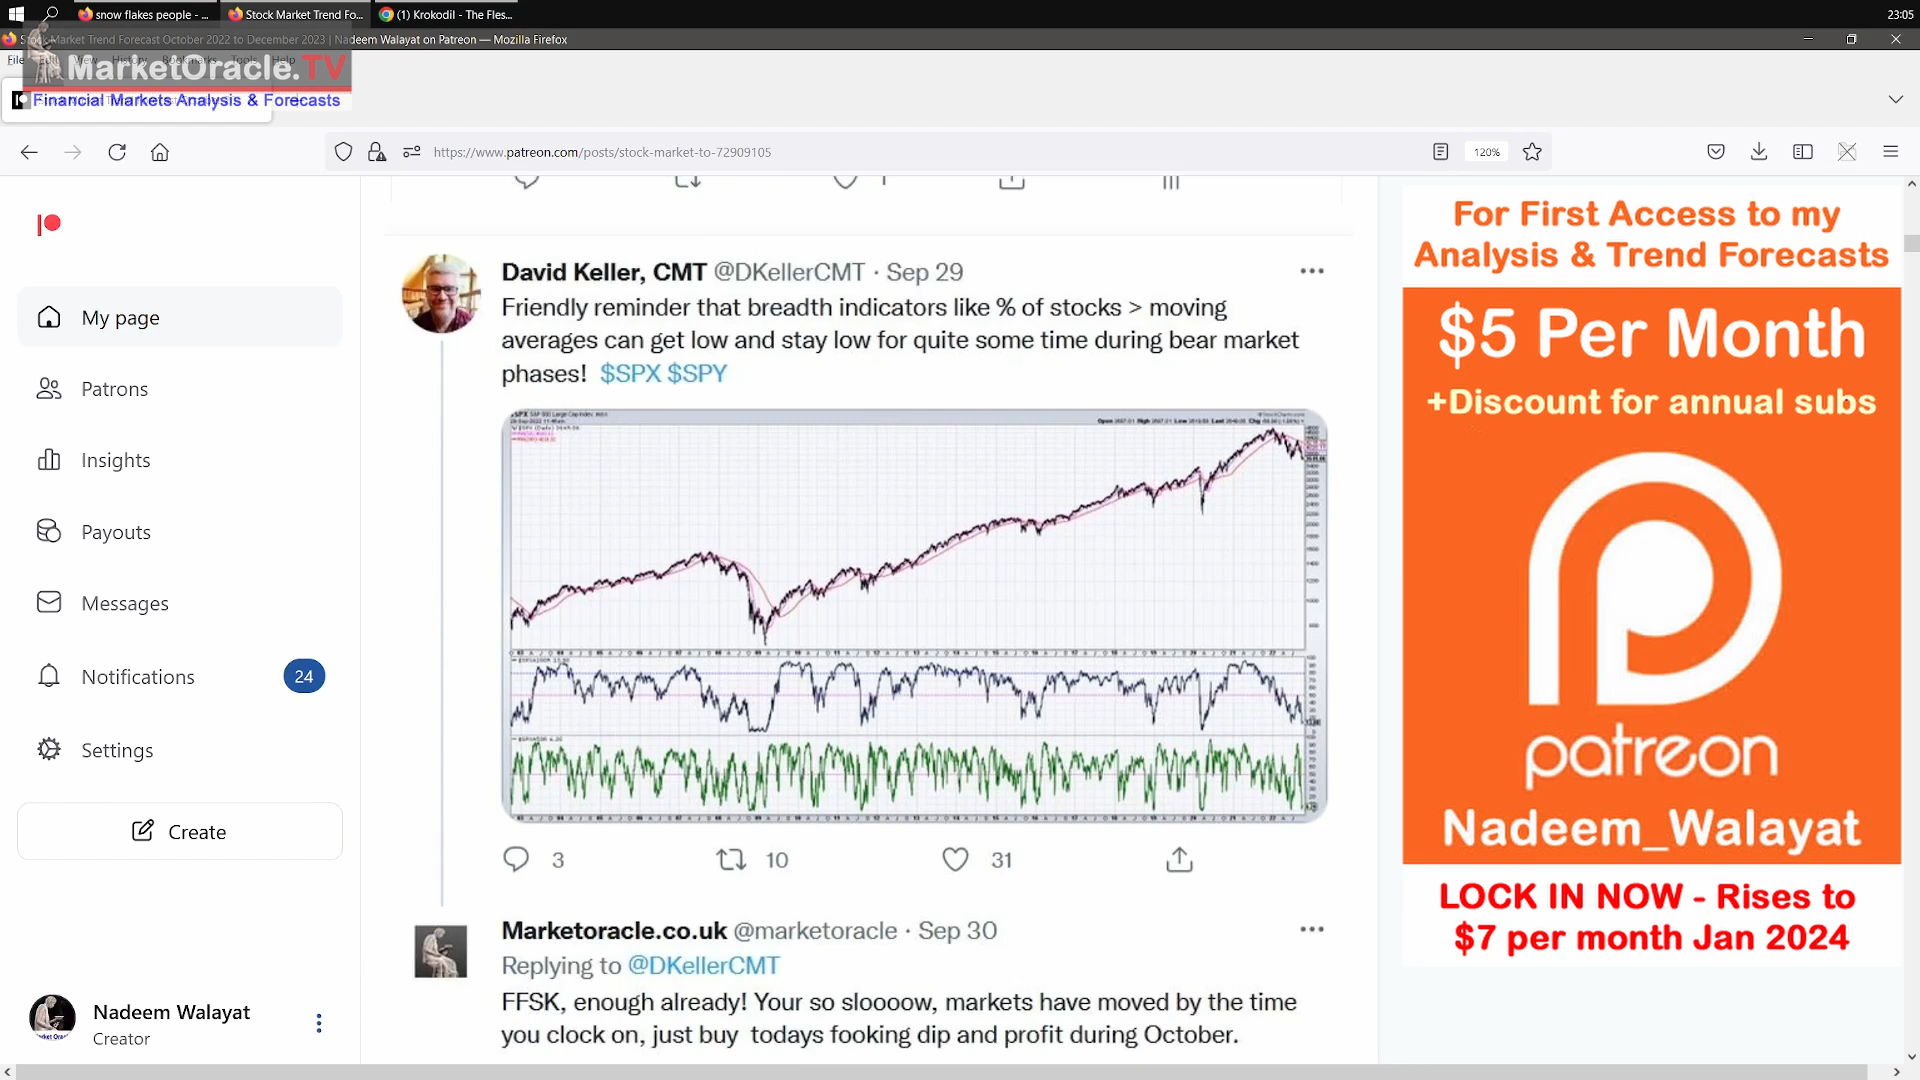 snow flakes people - ...
Stock Market Trend Fo...
(1) Krokodil - The Fles...
23:05
Stock Market Trend Forecast October 2022 to December 2023 | Nadeem Walayat on Patreon — Mozilla Firefox
File
View
History
Bookmarks
Tools
Help
MarketOracle.TV
Financial Markets Analysis & Forecasts
https://www.patreon.com/posts/stock-market-to-72909105
120%
My page
Patrons
Insights
Payouts
Messages
Notifications
24
Settings
Create
Nadeem Walayat
Creator
1
David Keller, CMT @DKellerCMT · Sep 29
Friendly reminder that breadth indicators like % of stocks > moving
averages can get low and stay low for quite some time during bear market
phases! $SPX $SPY
3
10
31
Marketoracle.co.uk @marketoracle · Sep 30
Replying to @DKellerCMT
FFSK, enough already! Your so sloooow, markets have moved by the time
you clock on, just buy todays fooking dip and profit during October.
For First Access to my
Analysis & Trend Forecasts
$5 Per Month
+Discount for annual subs
patreon
Nadeem_Walayat
LOCK IN NOW - Rises to
$7 per month Jan 2024